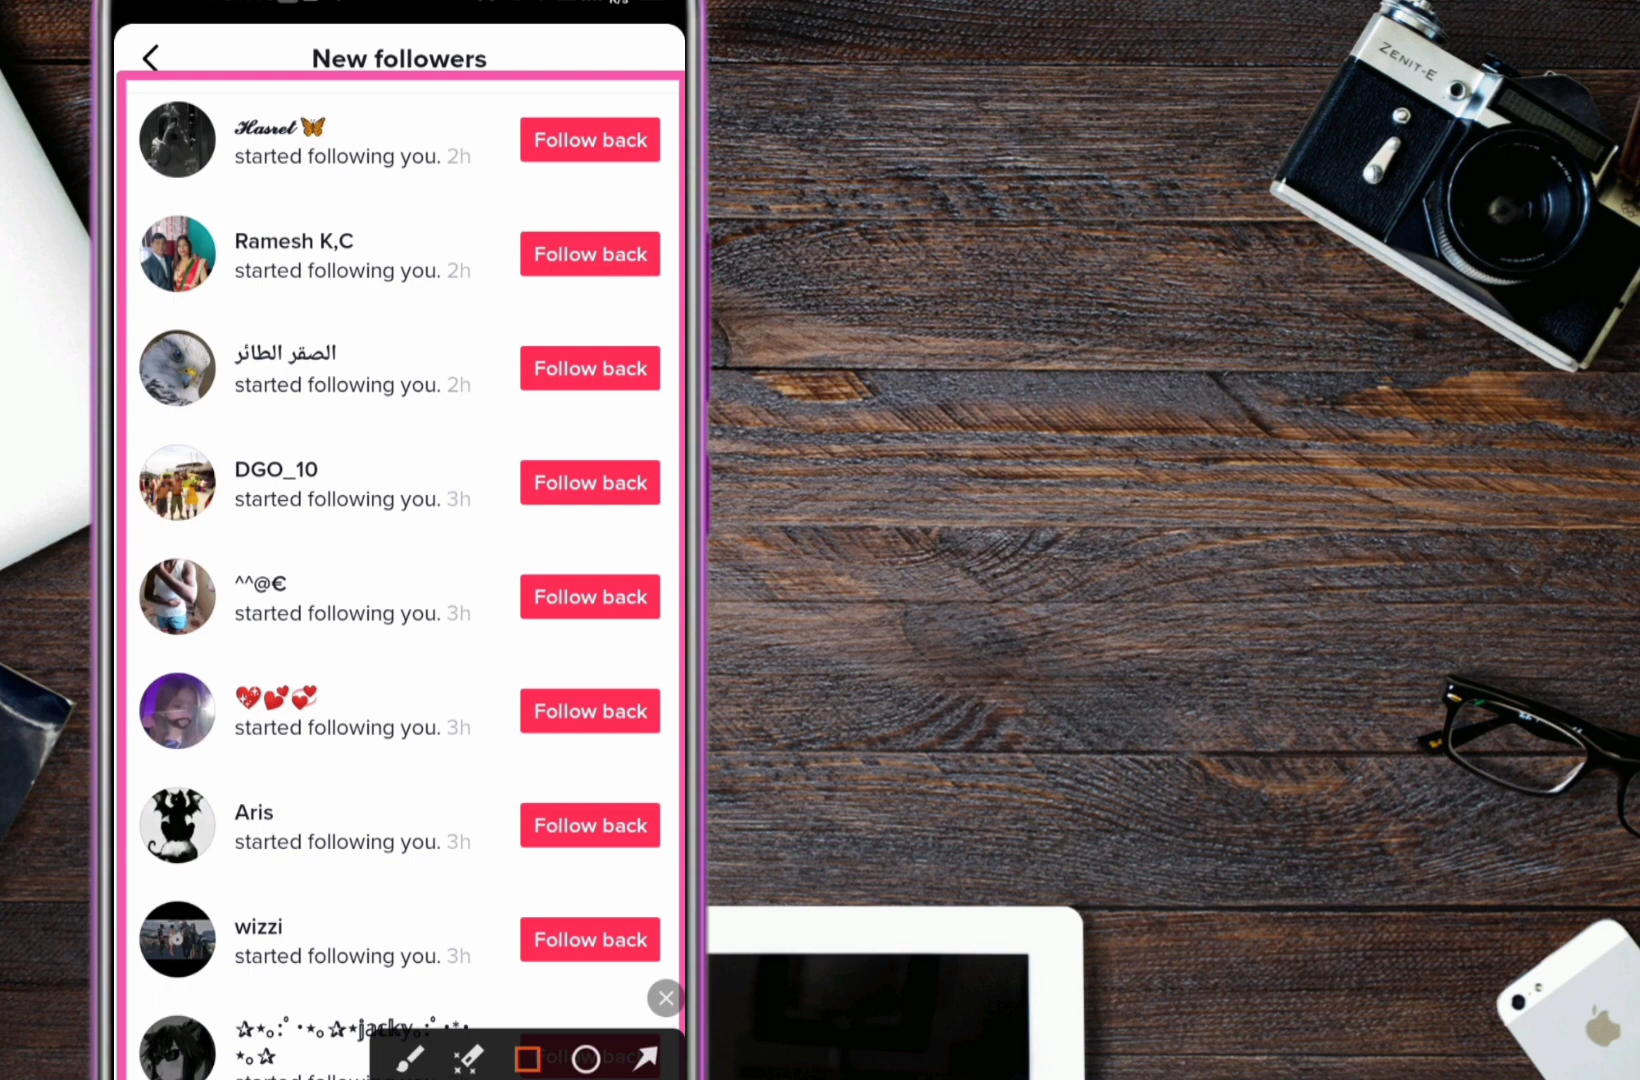 New followers
𝓗𝓪𝓼𝓻𝓮𝓽 🦋
started following you. 2h
Follow back
Ramesh K,C
started following you. 2h
Follow back
الصقر الطائر
started following you. 2h
Follow back
DGO_10
started following you. 3h
Follow back
^^@€
started following you. 3h
Follow back
💖💕💞
started following you. 3h
Follow back
Aris
started following you. 3h
Follow back
wizzi
started following you. 3h
Follow back
✰⋆｡:ﾟ･⋆｡✰⋆jacky｡:ﾟ･*⋆
⋆｡✰
Follow back
ZENIT-E